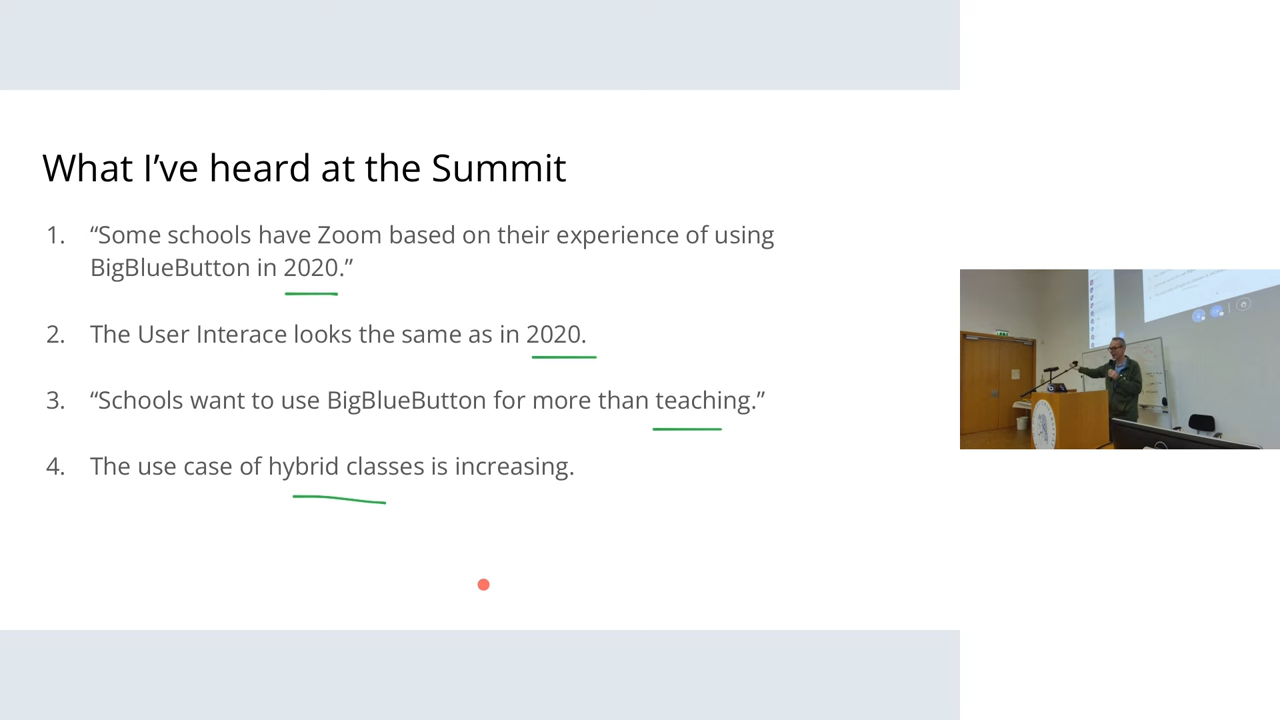 What I’ve heard at the Summit
1. “Some schools have Zoom based on their experience of using
BigBlueButton in 2020.”
2. The User Interace looks the same as in 2020.
3. “Schools want to use BigBlueButton for more than teaching.”
4. The use case of hybrid classes is increasing.